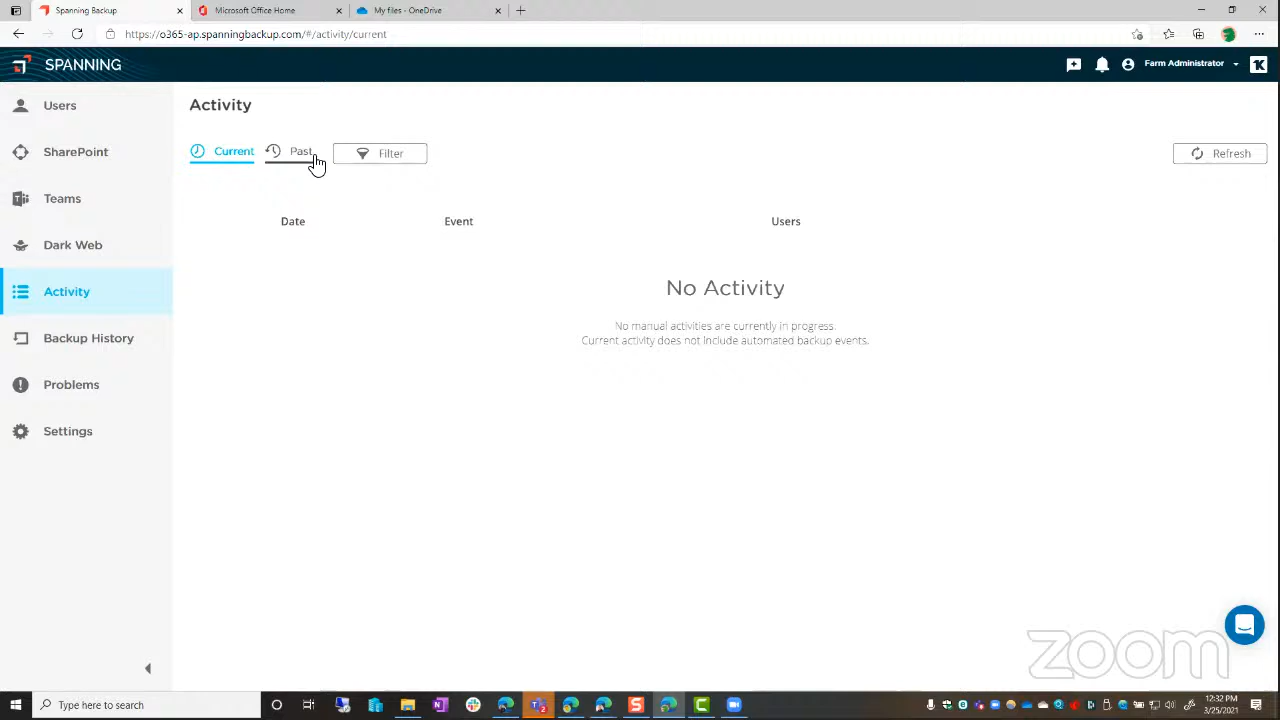 Spanning Backup
Microsoft Office Home
My files - OneDrive
https://o365-ap.spanningbackup.com/#/activity/current
SPANNING
Farm Administrator
Users
SharePoint
Teams
Dark Web
Activity
Backup History
Problems
Settings
Activity
Current
Past
Filter
Refresh
Date
Event
Users
No Activity
No manual activities are currently in progress.
Current activity does not include automated backup events.
zoom
Type here to search
12:32 PM
3/25/2021